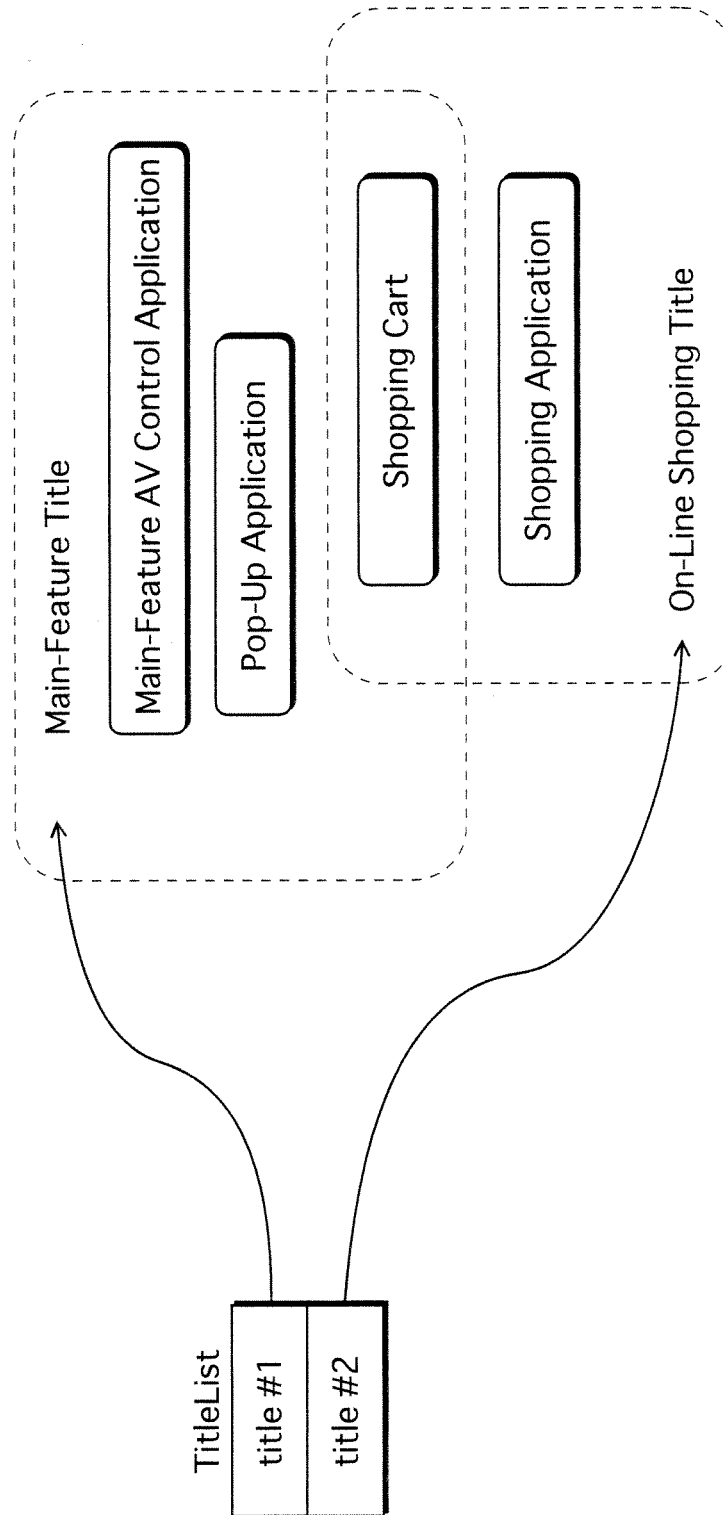 TitleList
title #1
title #2
Main-Feature Title
Main-Feature AV Control Application
Pop-Up Application
Shopping Cart
Shopping Application
On-Line Shopping Title